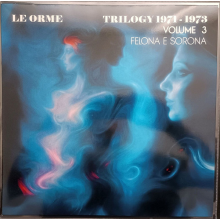 LE ORME
TRILOGY 1971-1973
VOLUME 3
FELONA E SORONA